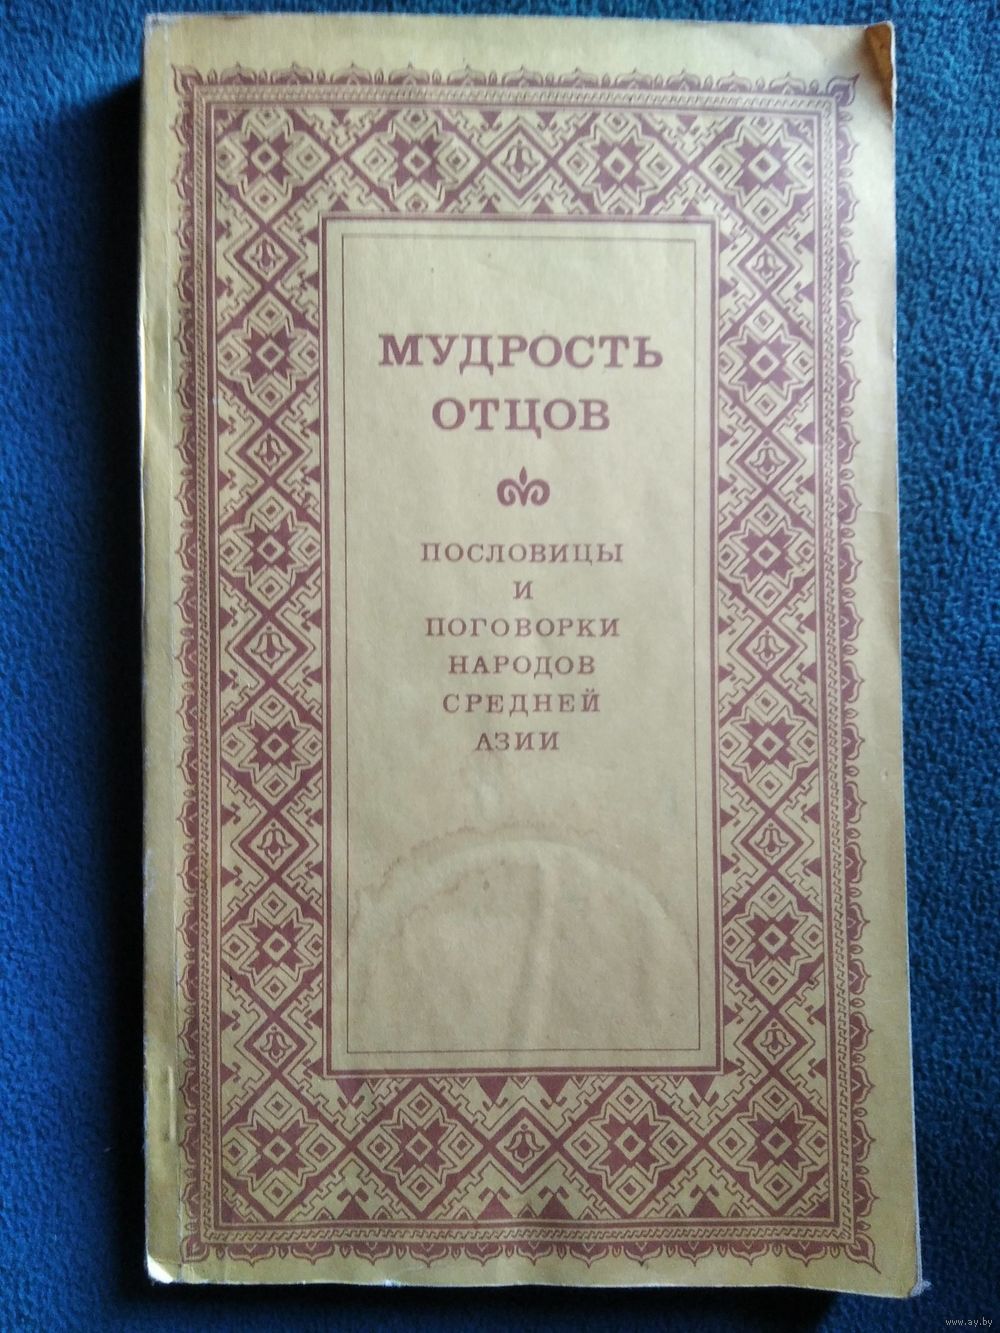 МУДРОСТЬ
ОТЦОВ
ПОСЛОВИЦЫ
И
ПОГОВОРКИ
НАРОДОВ
СРЕДНЕЙ
АЗИИ
www.ay.by